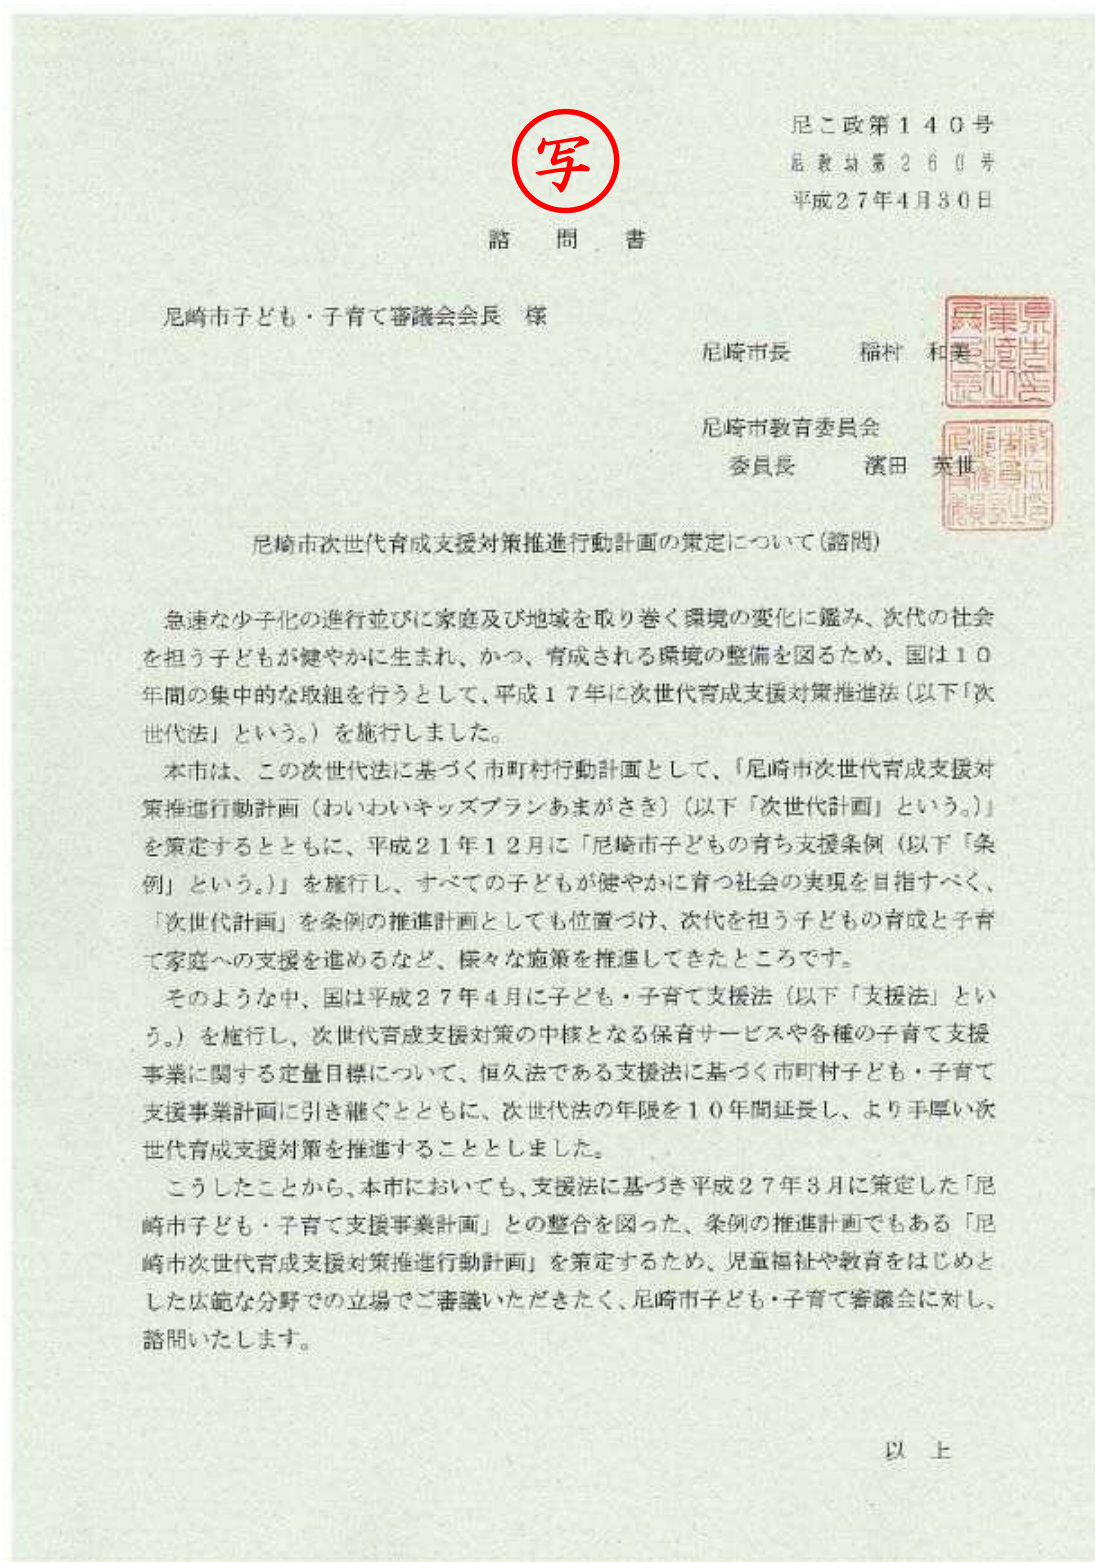 写
尼こ政第140号
尼教幼第260号
平成27年4月30日
諮 問 書
尼崎市子ども・子育て審議会会長 様
尼崎市長 稲村 和美
尼崎市教育委員会
委員長 濱田 英世
尼崎市次世代育成支援対策推進行動計画の策定について(諮問)
急速な少子化の進行並びに家庭及び地域を取り巻く環境の変化に鑑み、次代の社会
を担う子どもが健やかに生まれ、かつ、育成される環境の整備を図るため、国は10
年間の集中的な取組を行うとして、平成17年に次世代育成支援対策推進法(以下「次
世代法」という。)を施行しました。
本市は、この次世代法に基づく市町村行動計画として、「尼崎市次世代育成支援対
策推進行動計画(わいわいキッズプランあまがさき)(以下「次世代計画」という。)」
を策定するとともに、平成21年12月に「尼崎市子どもの育ち支援条例(以下「条
例」という。)」を施行し、すべての子どもが健やかに育つ社会の実現を目指すべく、
「次世代計画」を条例の推進計画としても位置づけ、次代を担う子どもの育成と子育
て家庭への支援を進めるなど、様々な施策を推進してきたところです。
そのような中、国は平成27年4月に子ども・子育て支援法(以下「支援法」とい
う。)を施行し、次世代育成支援対策の中核となる保育サービスや各種の子育て支援
事業に関する定量目標について、恒久法である支援法に基づく市町村子ども・子育て
支援事業計画に引き継ぐとともに、次世代法の年限を10年間延長し、より手厚い次
世代育成支援対策を推進することとしました。
こうしたことから、本市においても、支援法に基づき平成27年3月に策定した「尼
崎市子ども・子育て支援事業計画」との整合を図った、条例の推進計画でもある「尼
崎市次世代育成支援対策推進行動計画」を策定するため、児童福祉や教育をはじめと
した広範な分野での立場でご審議いただきたく、尼崎市子ども・子育て審議会に対し、
諮問いたします。
以 上